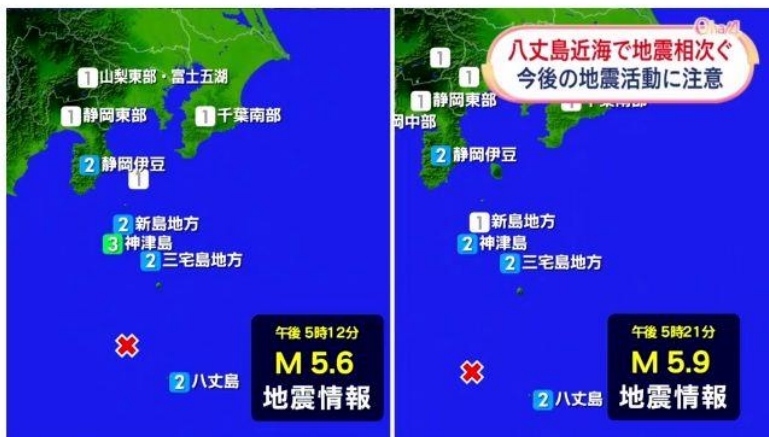 1 山梨東部・富士五湖
1 静岡東部
1 千葉南部
2 静岡伊豆
1
2 新島地方
3 神津島
2 三宅島地方
2 八丈島
午後 5時12分
M 5.6
地震情報
八丈島近海で地震相次ぐ
今後の地震活動に注意
1
1
1 静岡東部
岡中部
1 千葉南部
2 静岡伊豆
1 新島地方
2 神津島
2 三宅島地方
2 八丈島
午後 5時21分
M 5.9
地震情報